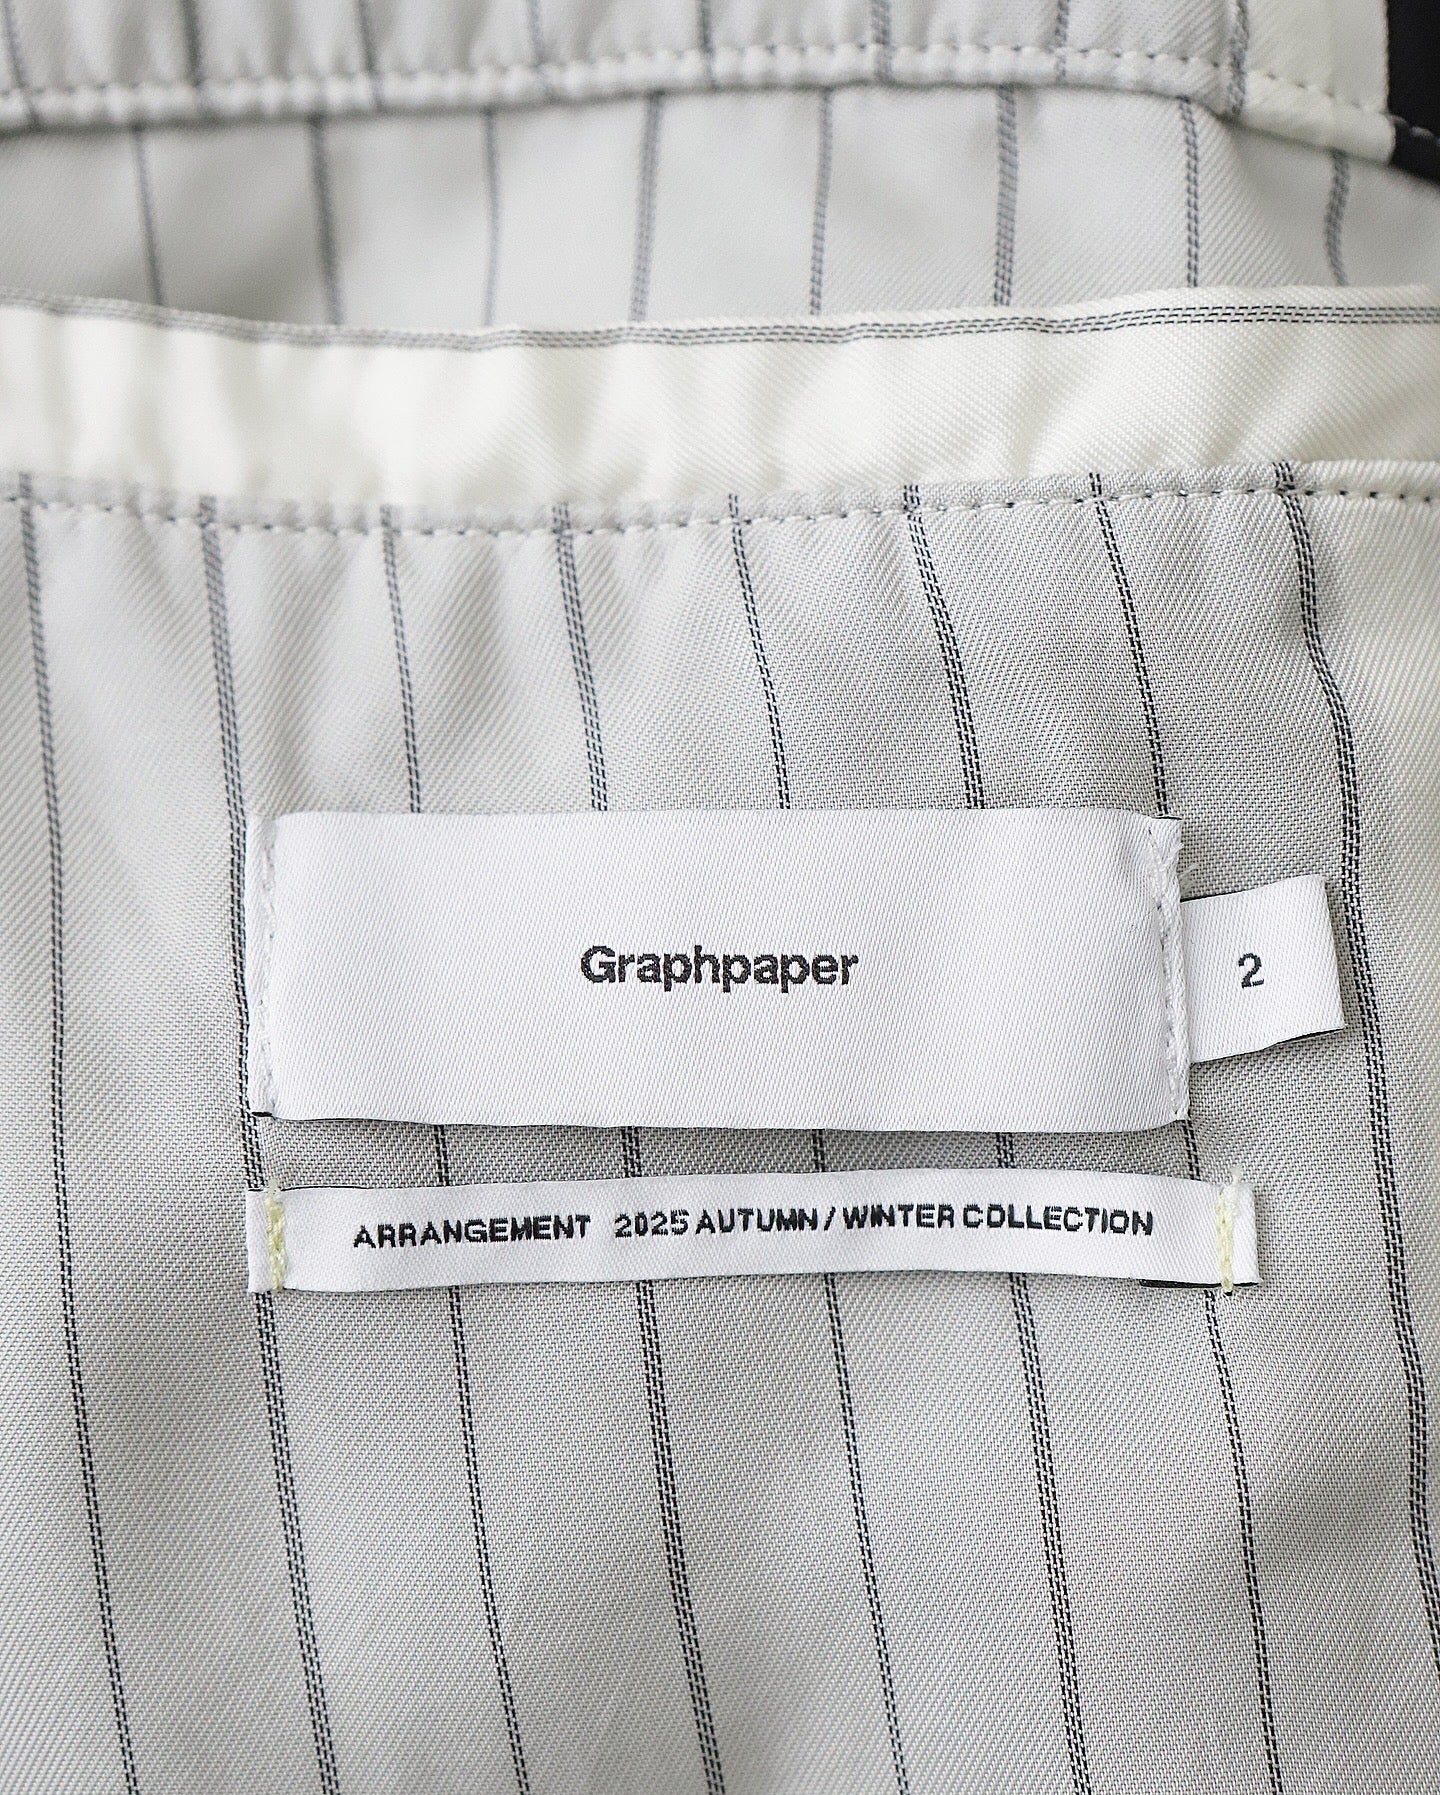 Graphpaper
2
ARRANGEMENT 2025 AUTUMN / WINTER COLLECTION